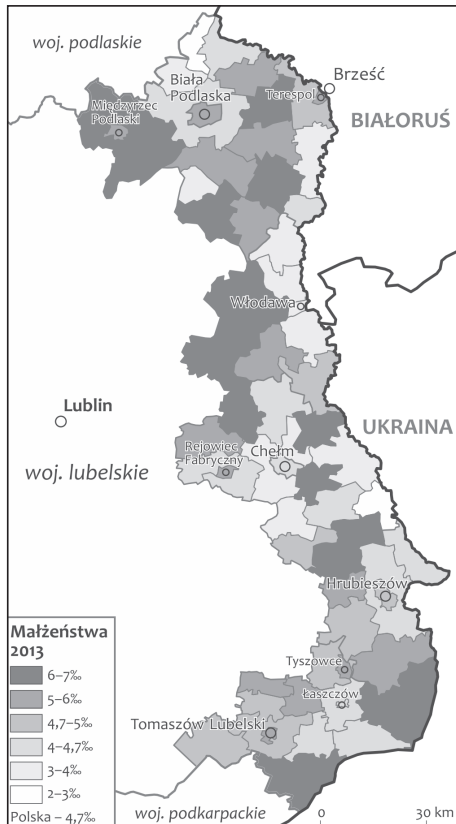 woj. podlaskie
Biała
Podlaska
Brześć
Terespol
Międzyrzec
Podlaski
BIAŁORUŚ
Włodawa
Lublin
UKRAINA
Rejowiec
Fabryczny
Chełm
woj. lubelskie
Hrubieszów
Małżeństwa
2013
6–7‰
5–6‰
4,7–5‰
4–4,7‰
3–4‰
2–3‰
Polska – 4,7‰
Tyszowce
Łaszczów
Tomaszów Lubelski
woj. podkarpackie
0 30 km